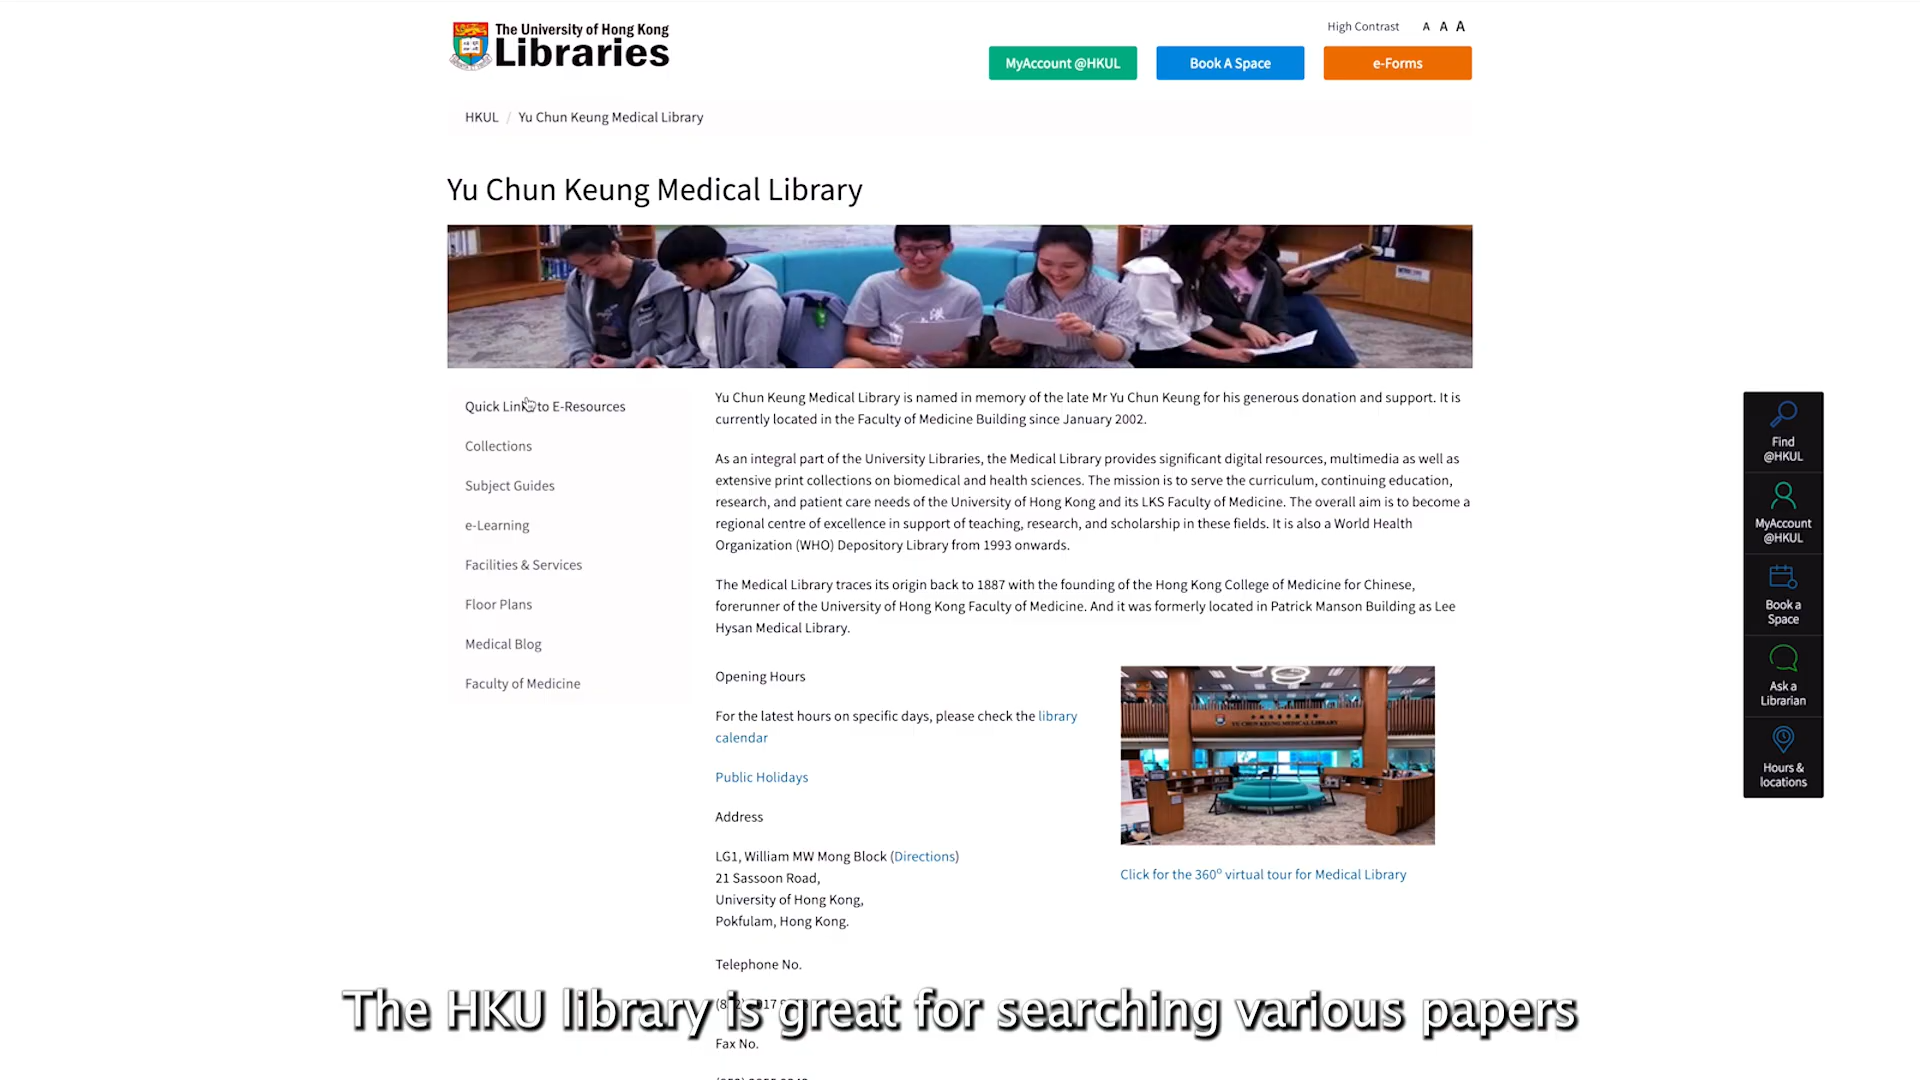 The University of Hong Kong
Libraries
High Contrast A A A
MyAccount @HKUL
Book A Space
e-Forms
HKUL / Yu Chun Keung Medical Library
Yu Chun Keung Medical Library
Quick Link to E-Resources
Collections
Subject Guides
e-Learning
Facilities & Services
Floor Plans
Medical Blog
Faculty of Medicine
Yu Chun Keung Medical Library is named in memory of the late Mr Yu Chun Keung for his generous donation and support. It is
currently located in the Faculty of Medicine Building since January 2002.
As an integral part of the University Libraries, the Medical Library provides significant digital resources, multimedia as well as
extensive print collections on biomedical and health sciences. The mission is to serve the curriculum, continuing education,
research, and patient care needs of the University of Hong Kong and its LKS Faculty of Medicine. The overall aim is to become a
regional centre of excellence in support of teaching, research, and scholarship in these fields. It is also a World Health
Organization (WHO) Depository Library from 1993 onwards.
The Medical Library traces its origin back to 1887 with the founding of the Hong Kong College of Medicine for Chinese,
forerunner of the University of Hong Kong Faculty of Medicine. And it was formerly located in Patrick Manson Building as Lee
Hysan Medical Library.
Opening Hours
For the latest hours on specific days, please check the library
calendar
Public Holidays
Address
LG1, William MW Mong Block (Directions)
21 Sassoon Road,
University of Hong Kong,
Pokfulam, Hong Kong.
Telephone No.
Fax No.
YU CHUN KEUNG MEDICAL LIBRARY
Click for the 360° virtual tour for Medical Library
Find
@HKUL
MyAccount
@HKUL
Book a
Space
Ask a
Librarian
Hours &
locations
The HKU library is great for searching various papers